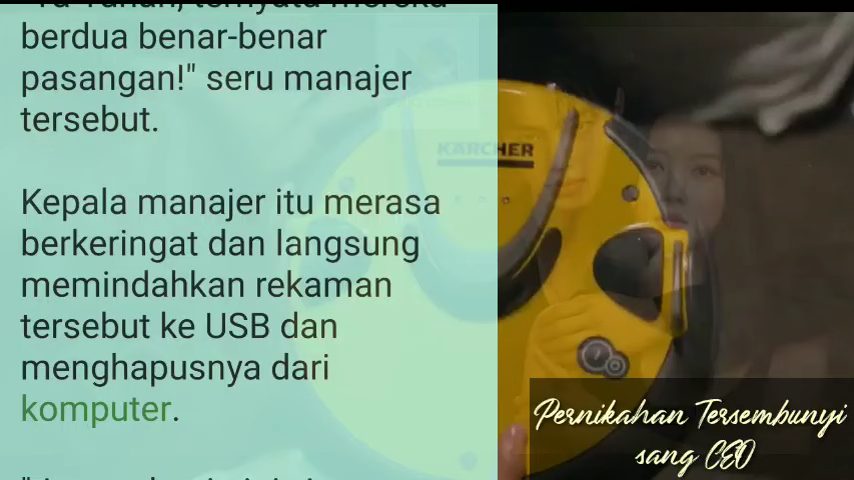 berdua benar-benar
pasangan!" seru manajer
tersebut.
Kepala manajer itu merasa
berkeringat dan langsung
memindahkan rekaman
tersebut ke USB dan
menghapusnya dari
komputer.
KARCHER
Pernikahan Tersembunyi
sang CEO